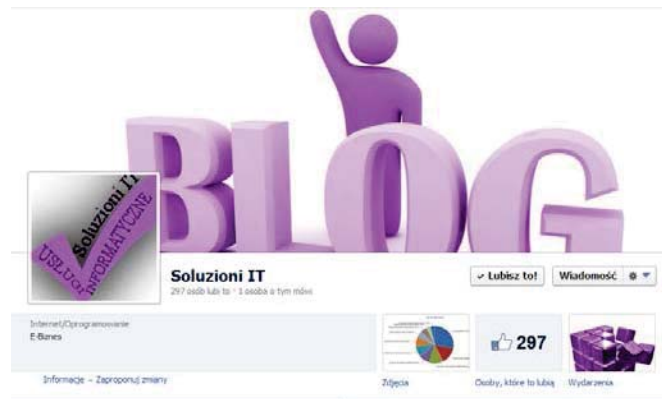 BLOG
Soluzioni IT
USŁUGI
INFORMATYCZNE
Soluzioni IT
297 osób lubi to · 1 osoba o tym mówi
✓ Lubisz to!
Wiadomość
Internet/Oprogramowanie
E-Biznes
297
Informacje – Zaproponuj zmiany
Zdjęcia
Osoby, które to lubią
Wydarzenia